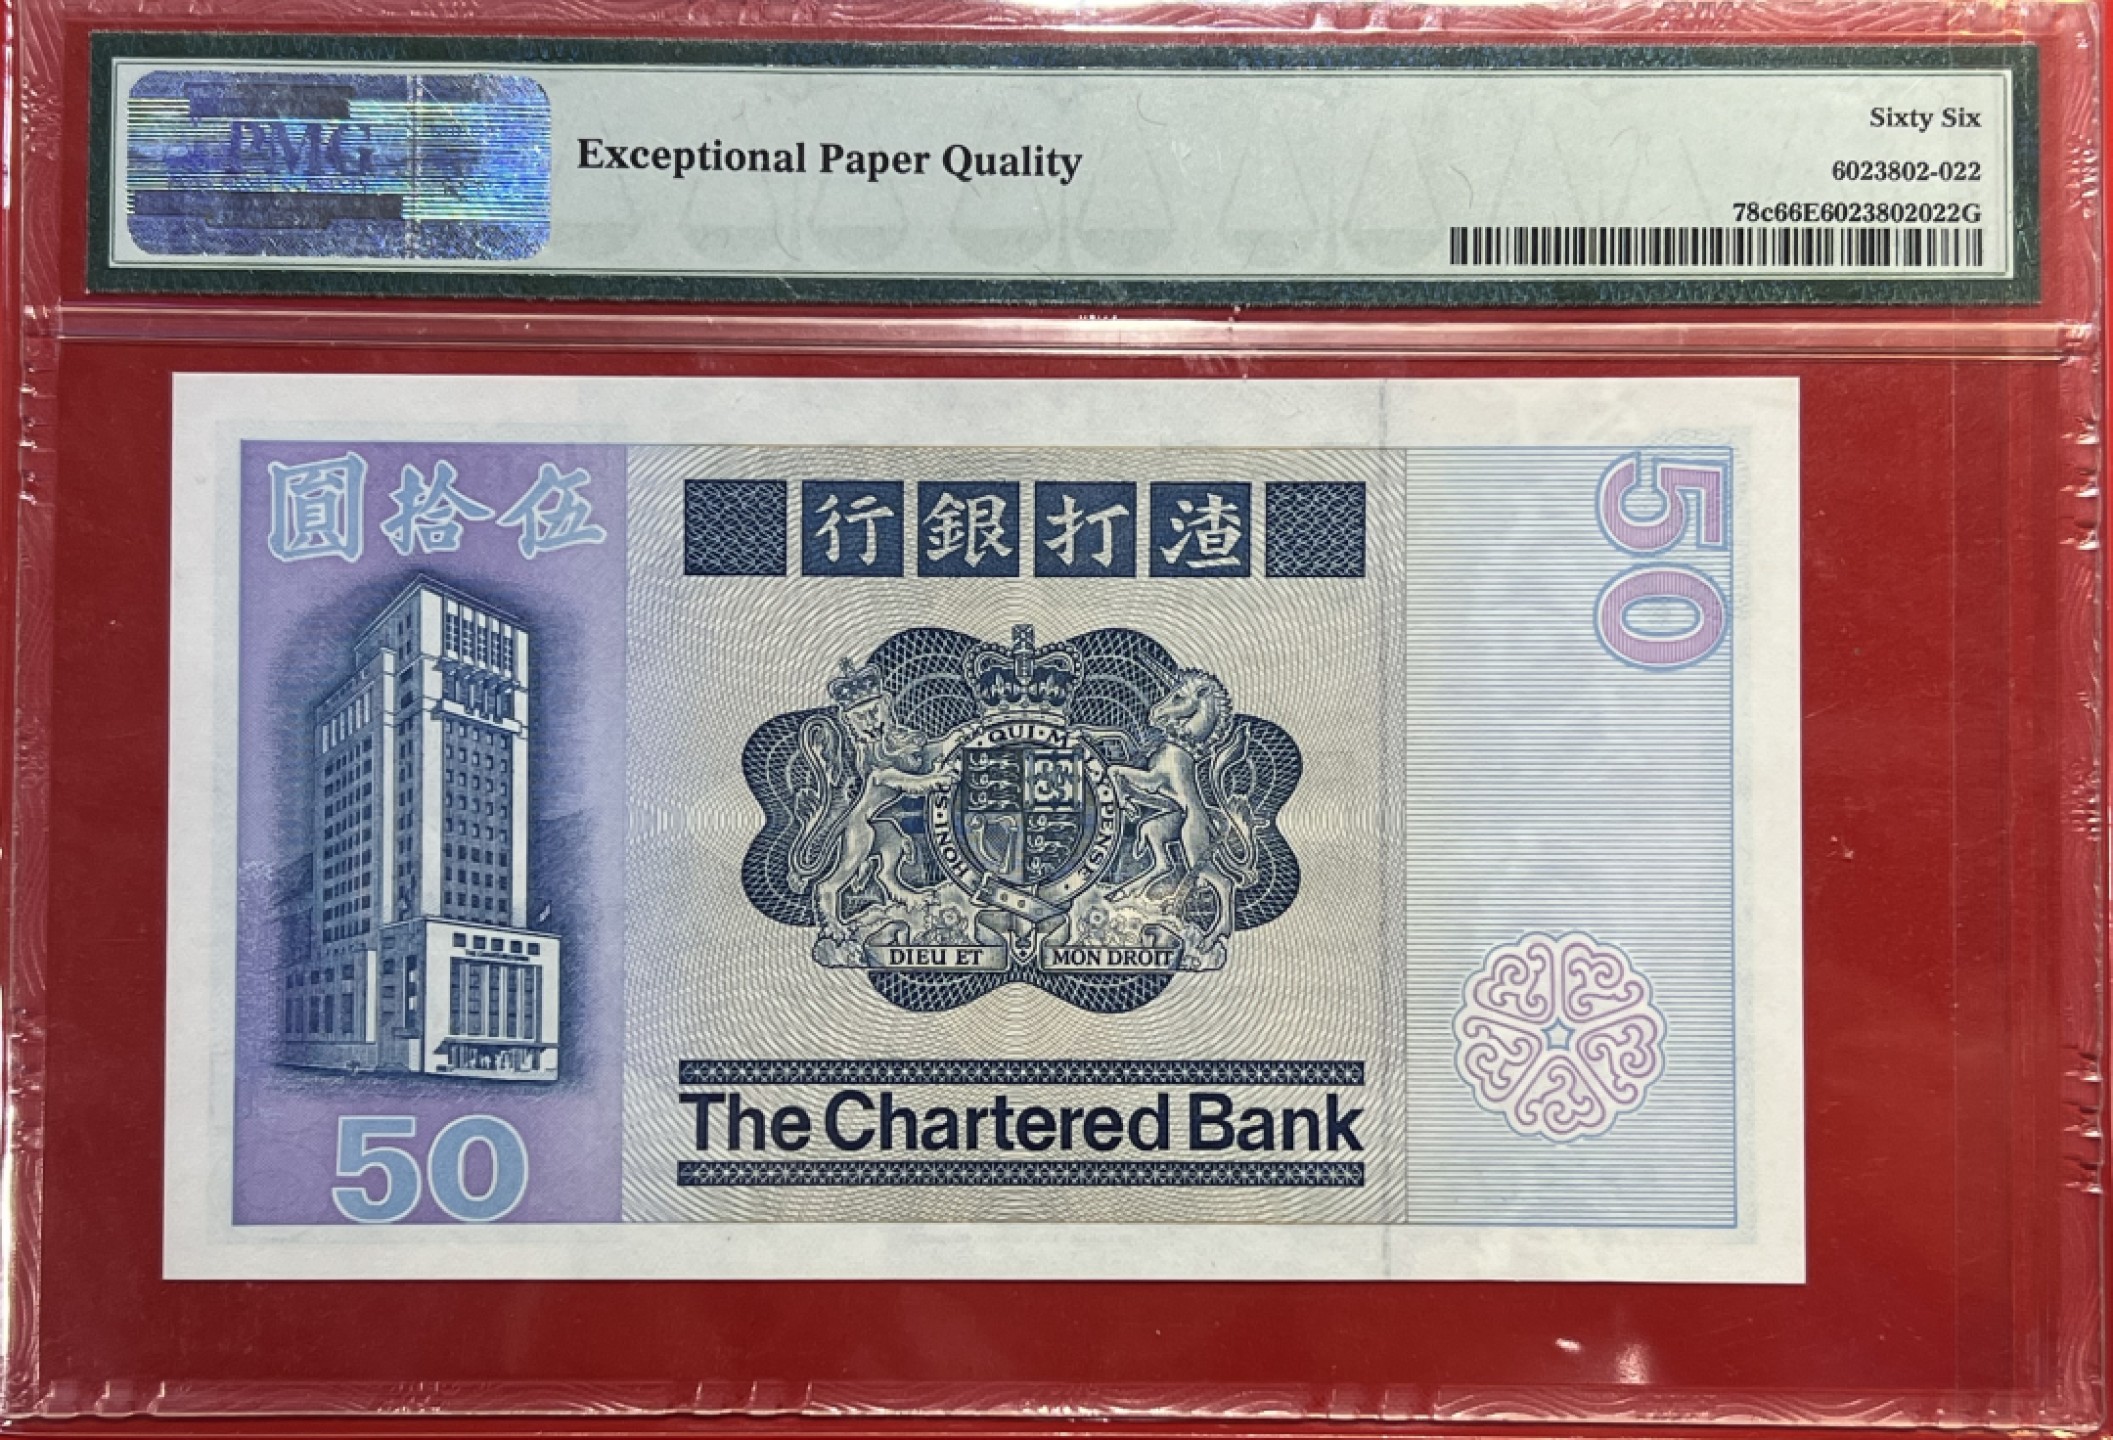 PMG
Exceptional Paper Quality
Sixty Six
6023802-022
78c66E6023802022G
圓拾伍
行銀打渣
50
HONI·SOI·QUI·MAL·Y·PENSE
DIEU ET MON DROIT
The Chartered Bank
50